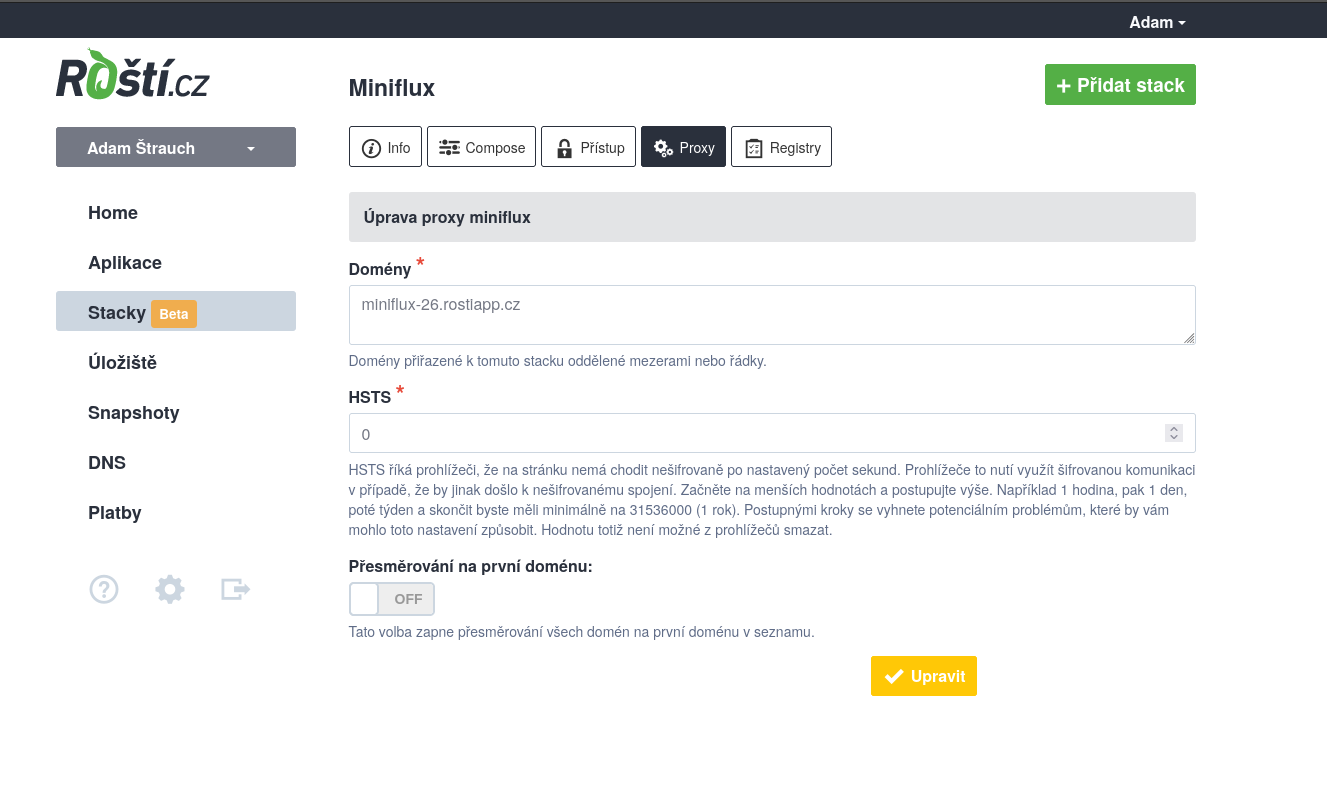 Adam
Roští.cz
Miniflux
+ Přidat stack
Adam Štrauch
Info
Compose
Přístup
Proxy
Registry
Home
Aplikace
Stacky Beta
Úložiště
Snapshoty
DNS
Platby
Úprava proxy miniflux
Domény *
miniflux-26.rostiapp.cz
Domény přiřazené k tomuto stacku oddělené mezerami nebo řádky.
HSTS *
0
HSTS říká prohlížeči, že na stránku nemá chodit nešifrovaně po nastavený počet sekund. Prohlížeče to nutí využít šifrovanou komunikaci
v případě, že by jinak došlo k nešifrovanému spojení. Začněte na menších hodnotách a postupujte výše. Například 1 hodina, pak 1 den,
poté týden a skončit byste měli minimálně na 31536000 (1 rok). Postupnými kroky se vyhnete potenciálním problémům, které by vám
mohlo toto nastavení způsobit. Hodnotu totiž není možné z prohlížečů smazat.
Přesměrování na první doménu:
OFF
Tato volba zapne přesměrování všech domén na první doménu v seznamu.
Upravit